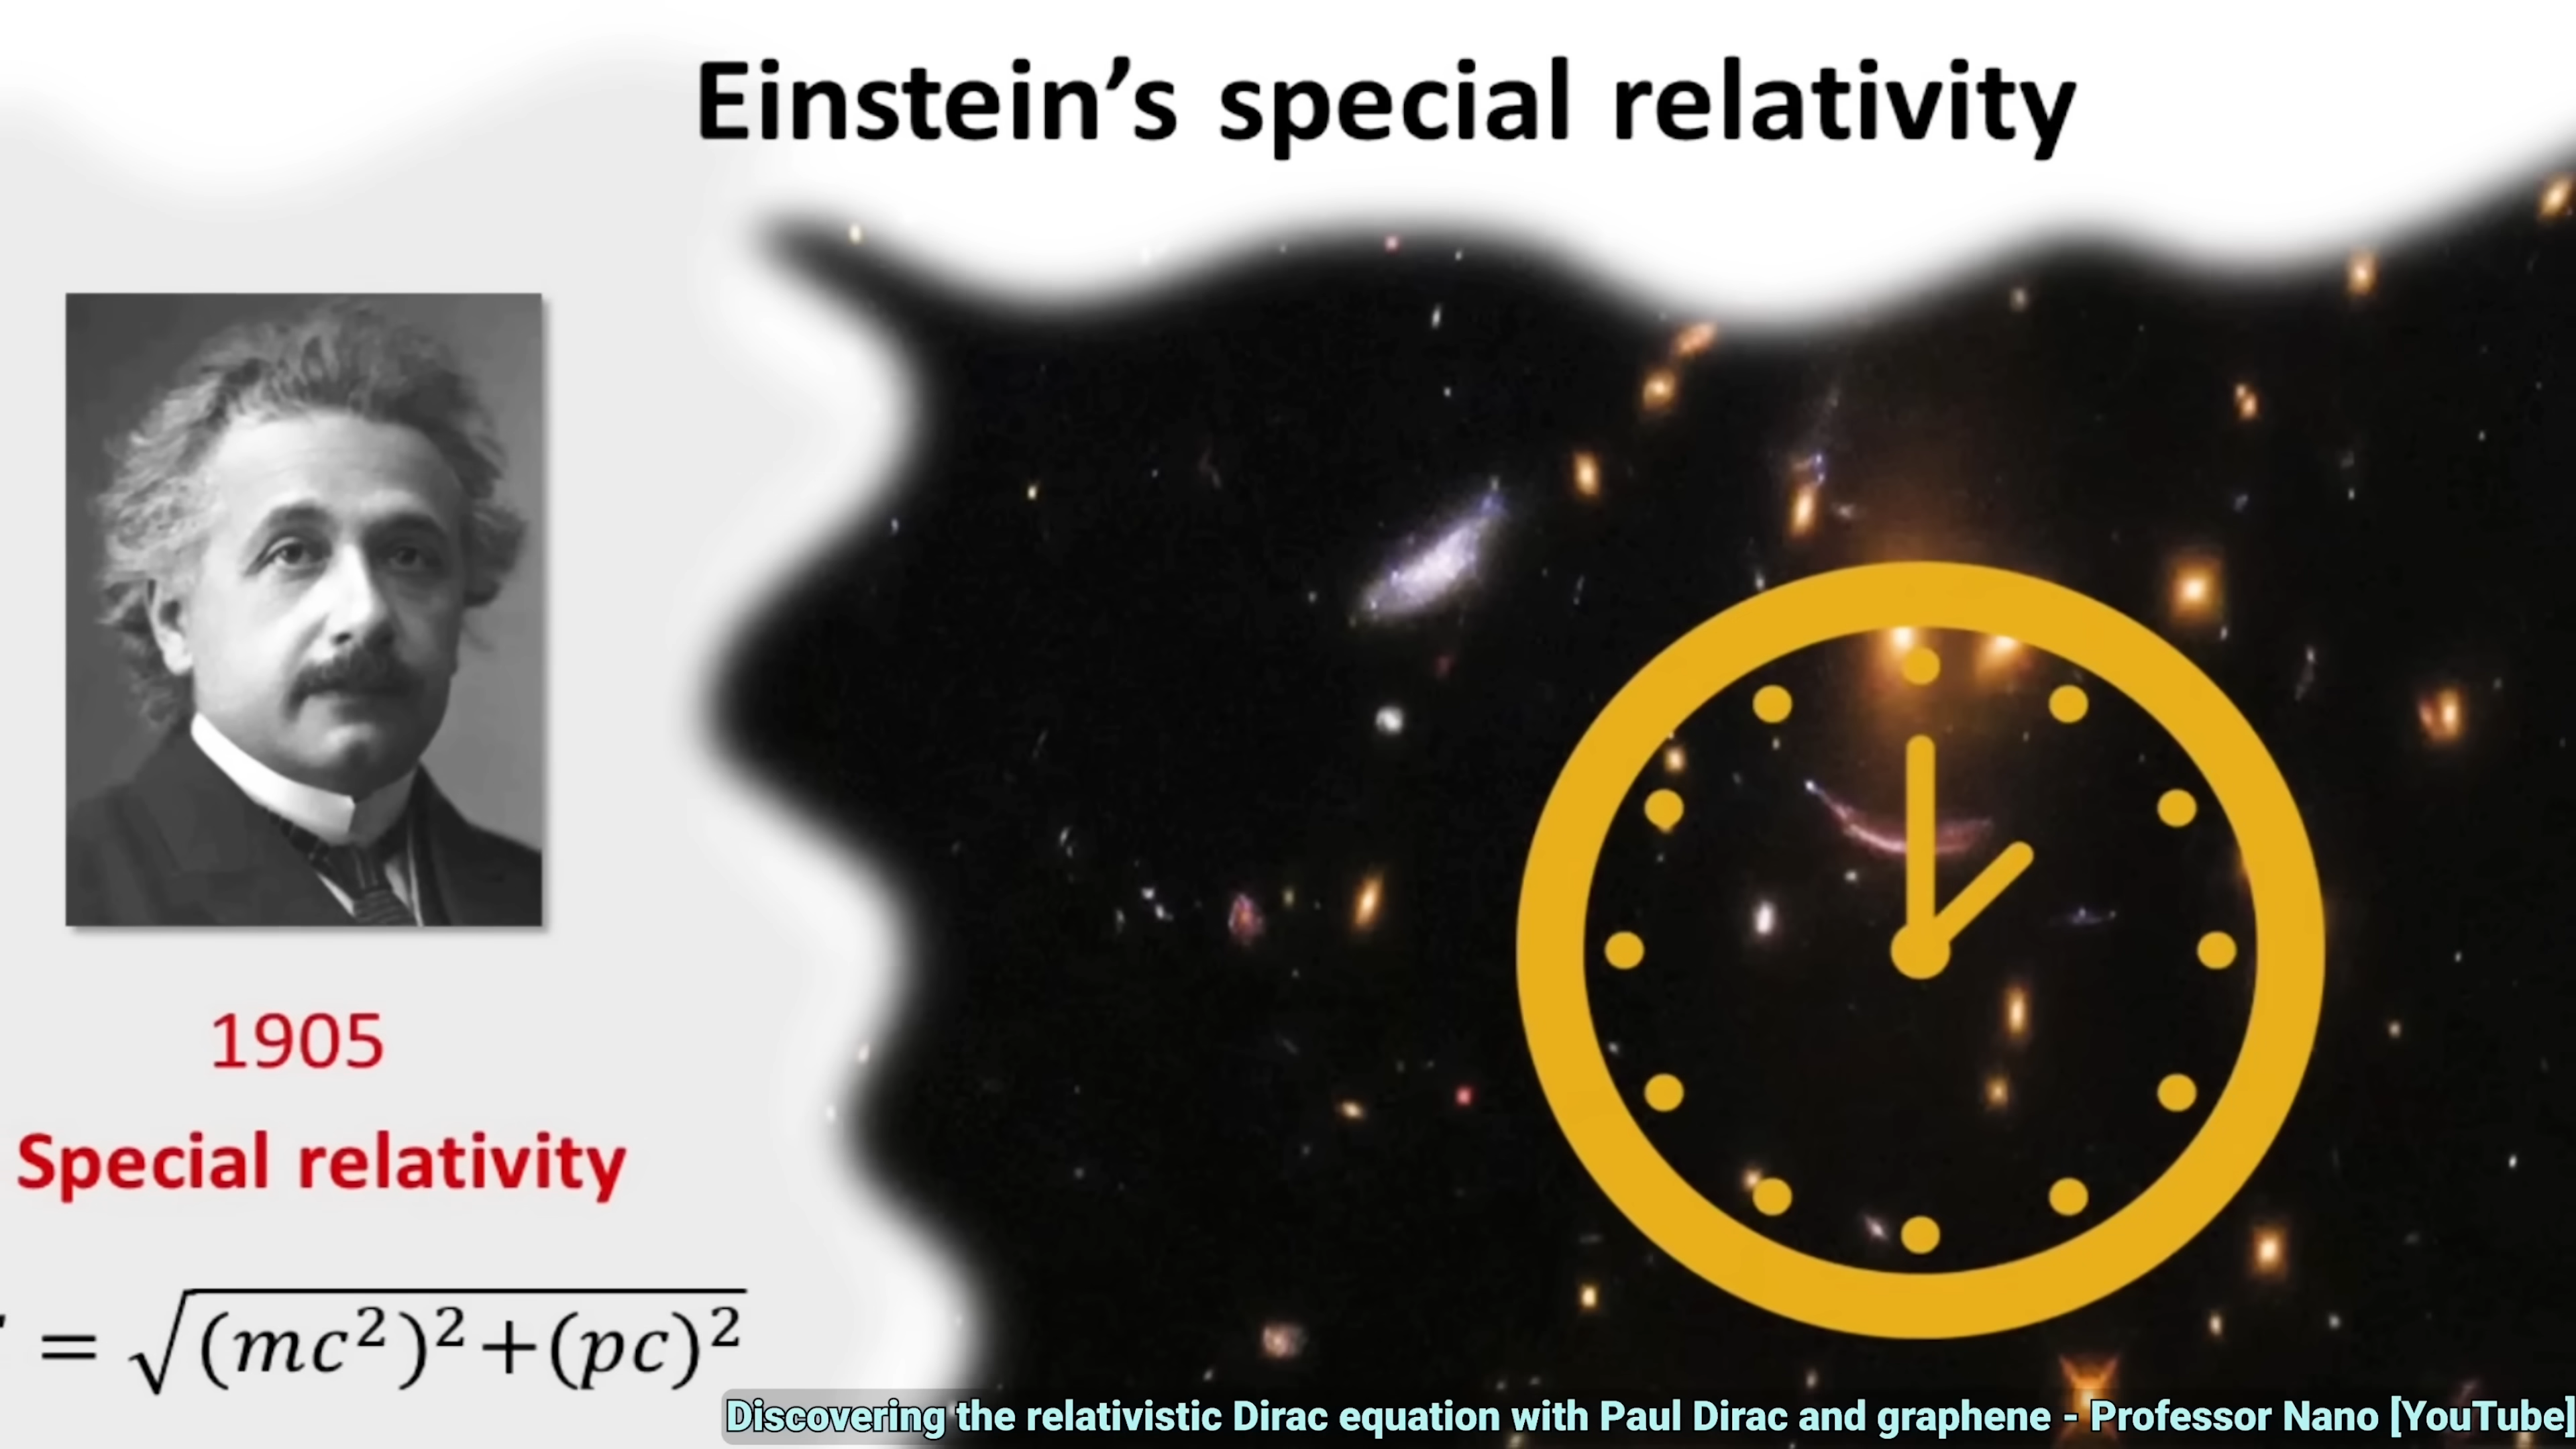 Einstein’s special relativity
1905
Special relativity
= √(mc²)²+(pc)²
Discovering the relativistic Dirac equation with Paul Dirac and graphene - Professor Nano [YouTube]